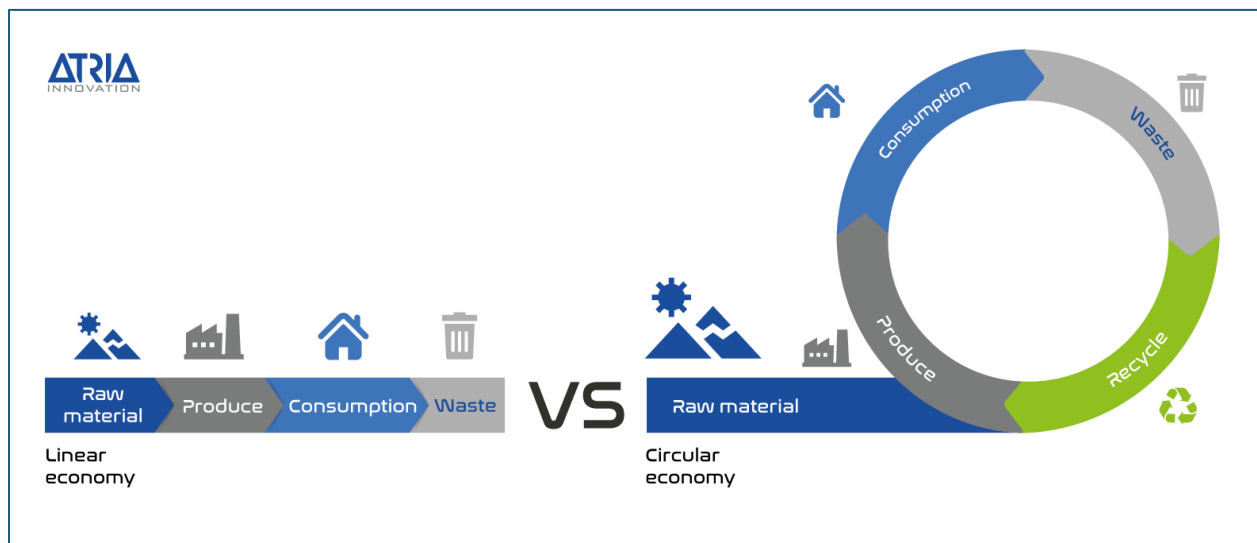 ATRIA
INNOVATION
Raw
material
Produce
Consumption
Waste
Linear
economy
VS
Raw material
Produce
Consumption
Waste
Recycle
Circular
economy